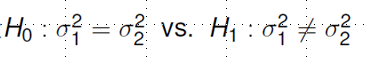 H₀ : σ₁² = σ₂² vs. H₁ : σ₁² ≠ σ₂²